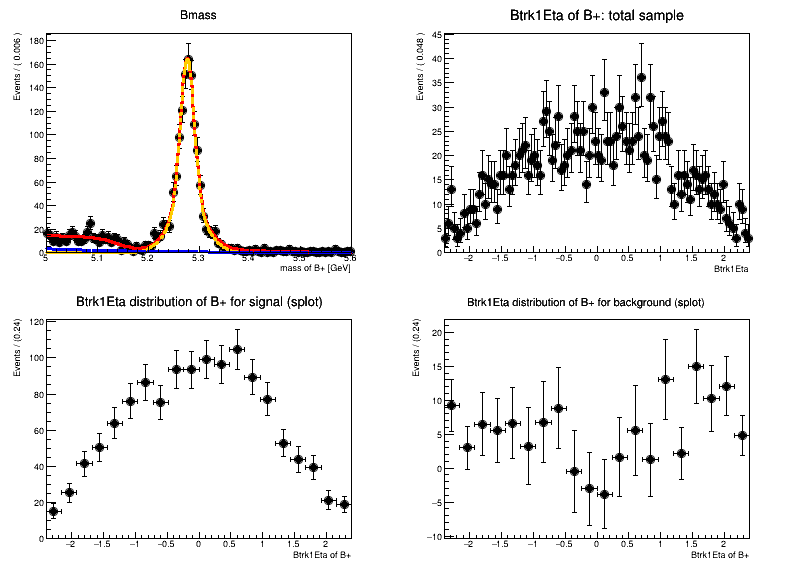 Bmass
Events / ( 0.006 )
180
160
140
120
100
80
60
40
20
0
5 5.1 5.2 5.3 5.4 5.5 5.6
mass of B+ [GeV]
Btrk1Eta of B+: total sample
Events / ( 0.048 )
45
40
35
30
25
20
15
10
5
0
−2 −1.5 −1 −0.5 0 0.5 1 1.5 2
Btrk1Eta
Btrk1Eta distribution of B+ for signal (splot)
Events / (0.24)
120
100
80
60
40
20
0
−2 −1.5 −1 −0.5 0 0.5 1 1.5 2
Btrk1Eta of B+
Btrk1Eta distribution of B+ for background (splot)
Events / (0.24)
20
15
10
5
0
−5
−10
−2 −1.5 −1 −0.5 0 0.5 1 1.5 2
Btrk1Eta of B+